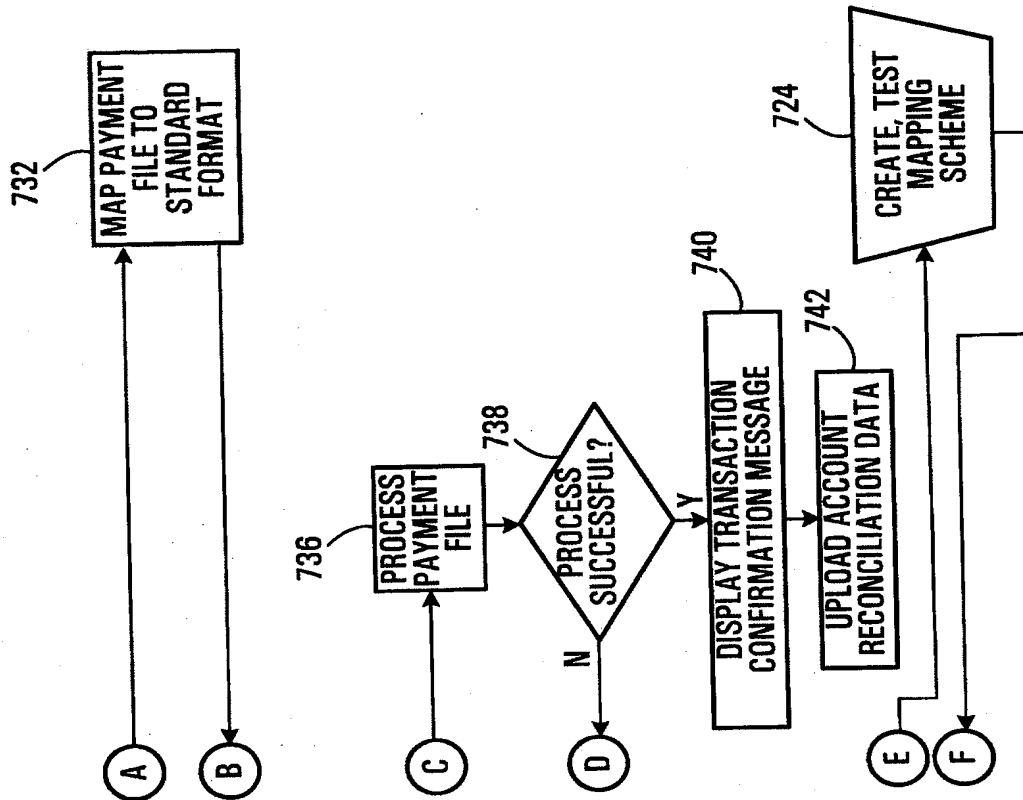 732
MAP PAYMENT
FILE TO
STANDARD
FORMAT
A
B
736
PROCESS
PAYMENT
FILE
C
738
PROCESS
SUCCESSFUL?
N
Y
D
740
DISPLAY TRANSACTION
CONFIRMATION MESSAGE
742
UPLOAD ACCOUNT
RECONCILIATION DATA
724
CREATE, TEST
MAPPING
SCHEME
E
F